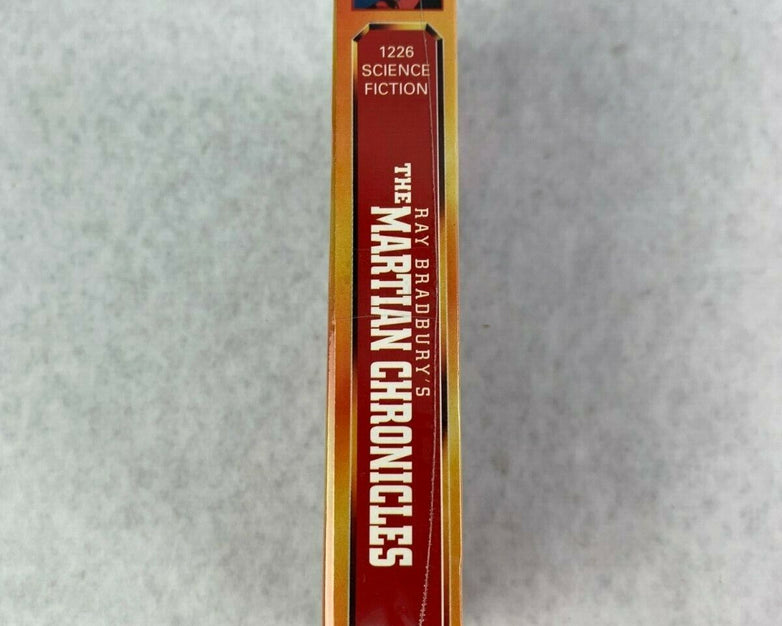 1226
SCIENCE
FICTION
RAY BRADBURY'S
THE MARTIAN CHRONICLES